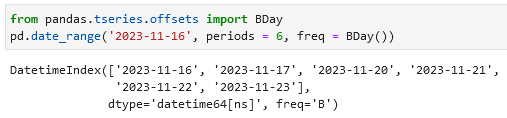 from pandas.tseries.offsets import BDay
pd.date_range('2023-11-16', periods = 6, freq = BDay())
DatetimeIndex(['2023-11-16', '2023-11-17', '2023-11-20', '2023-11-21',
'2023-11-22', '2023-11-23'],
dtype='datetime64[ns]', freq='B')